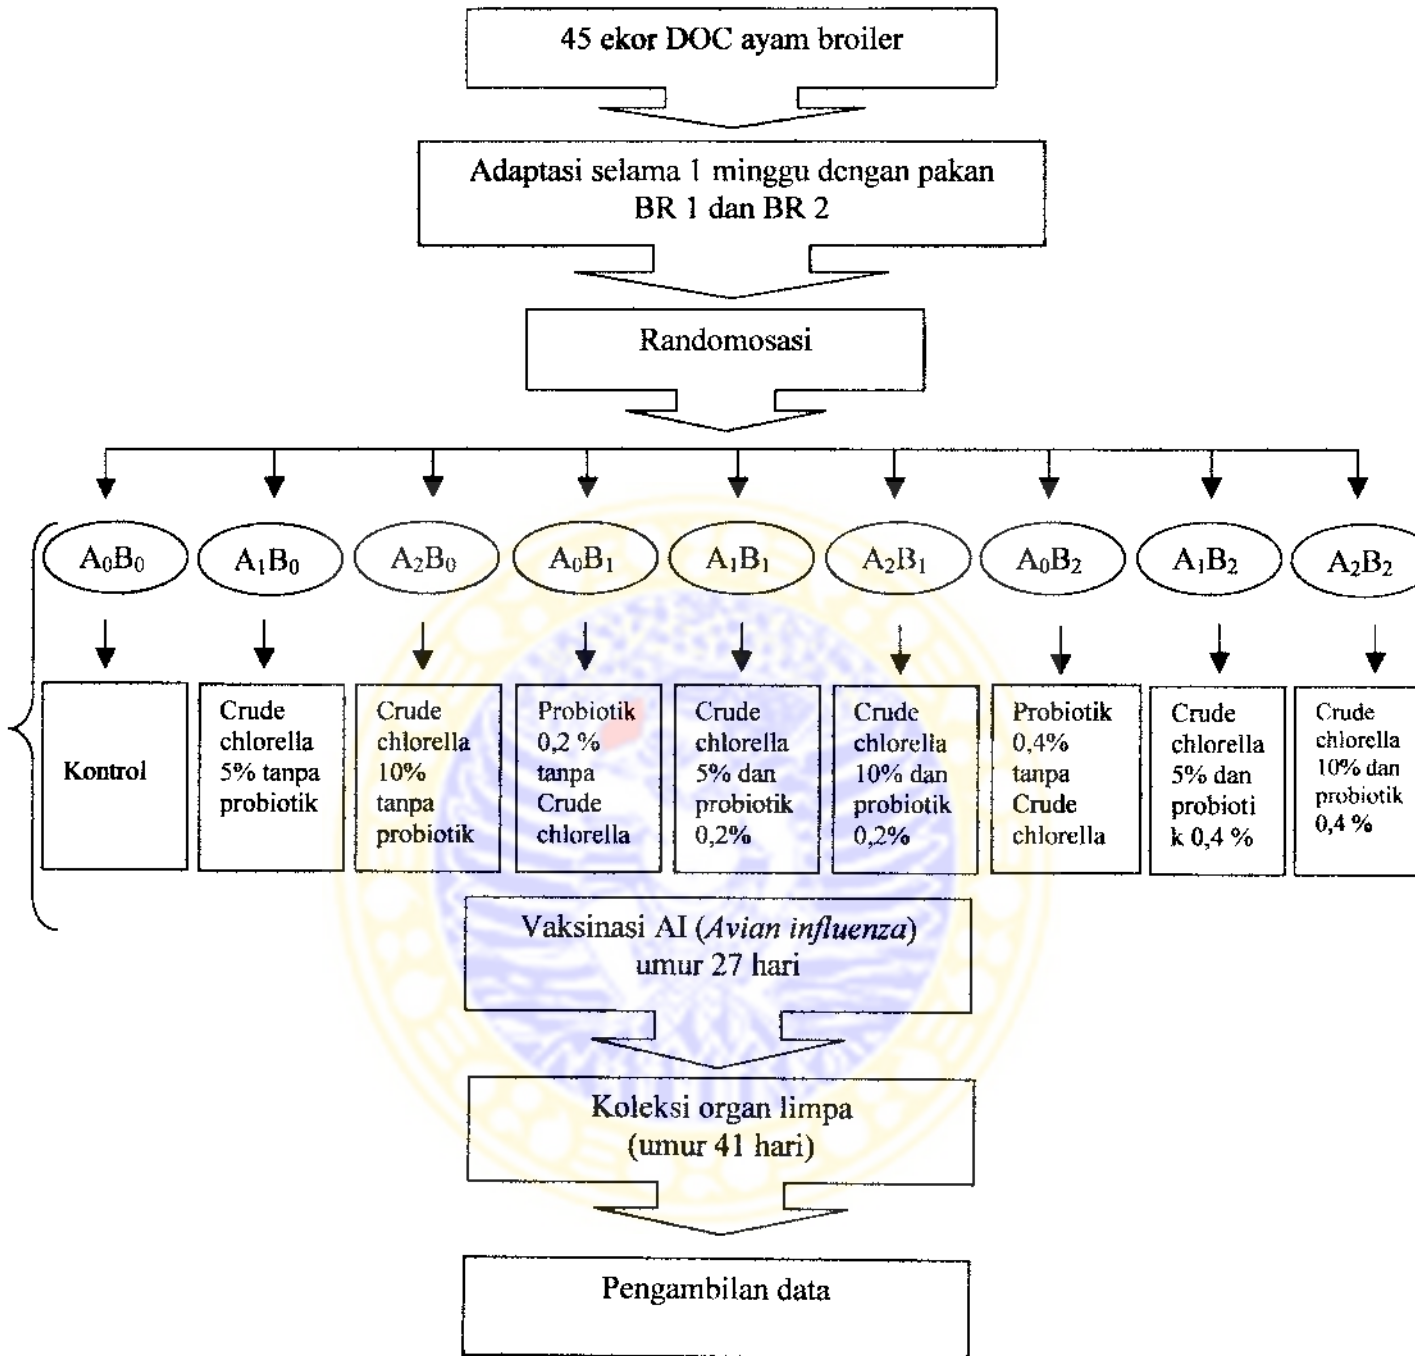 45 ekor DOC ayam broiler
Adaptasi selama 1 minggu dengan pakan
BR 1 dan BR 2
Randomosasi
A₀B₀
A₁B₀
A₂B₀
A₀B₁
A₁B₁
A₂B₁
A₀B₂
A₁B₂
A₂B₂
Kontrol
Crude
chlorella
5% tanpa
probiotik
Crude
chlorella
10%
tanpa
probiotik
Probiotik
0,2 %
tanpa
Crude
chlorella
Crude
chlorella
5% dan
probiotik
0,2%
Crude
chlorella
10% dan
probiotik
0,2%
Probiotik
0,4%
tanpa
Crude
chlorella
Crude
chlorella
5% dan
probioti
k 0,4 %
Crude
chlorella
10% dan
probiotik
0,4 %
Vaksinasi AI (Avian influenza)
umur 27 hari
Koleksi organ limpa
(umur 41 hari)
Pengambilan data